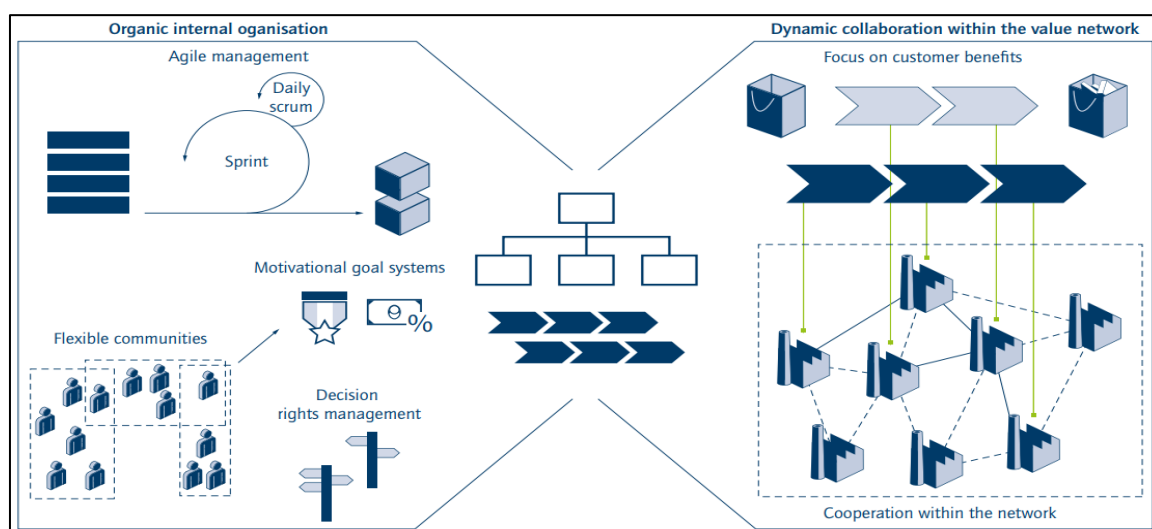 Organic internal oganisation
Agile management
Daily
scrum
Sprint
Motivational goal systems
%
Flexible communities
Decision
rights management
Dynamic collaboration within the value network
Focus on customer benefits
Cooperation within the network